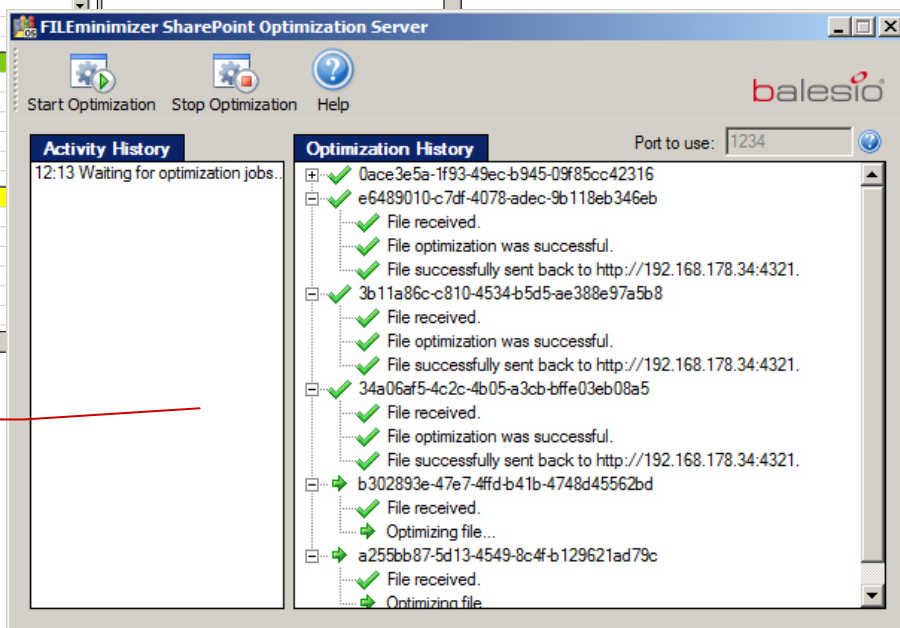 FILEminimizer SharePoint Optimization Server
Start Optimization Stop Optimization Help
balesio
Port to use: 1234
Activity History
12:13 Waiting for optimization jobs..
Optimization History
0ace3e5a-1f93-49ec-b945-09f85cc42316
e6489010-c7df-4078-adec-9b118eb346eb
File received.
File optimization was successful.
File successfully sent back to http://192.168.178.34:4321.
3b11a86c-c810-4534-b5d5-ae388e97a5b8
File received.
File optimization was successful.
File successfully sent back to http://192.168.178.34:4321.
34a06af5-4c2c-4b05-a3cb-bffe03eb08a5
File received.
File optimization was successful.
File successfully sent back to http://192.168.178.34:4321.
b302893e-47e7-4ffd-b41b-4748d45562bd
File received.
Optimizing file...
a255bb87-5d13-4549-8c4f-b129621ad79c
File received.
Optimizing file